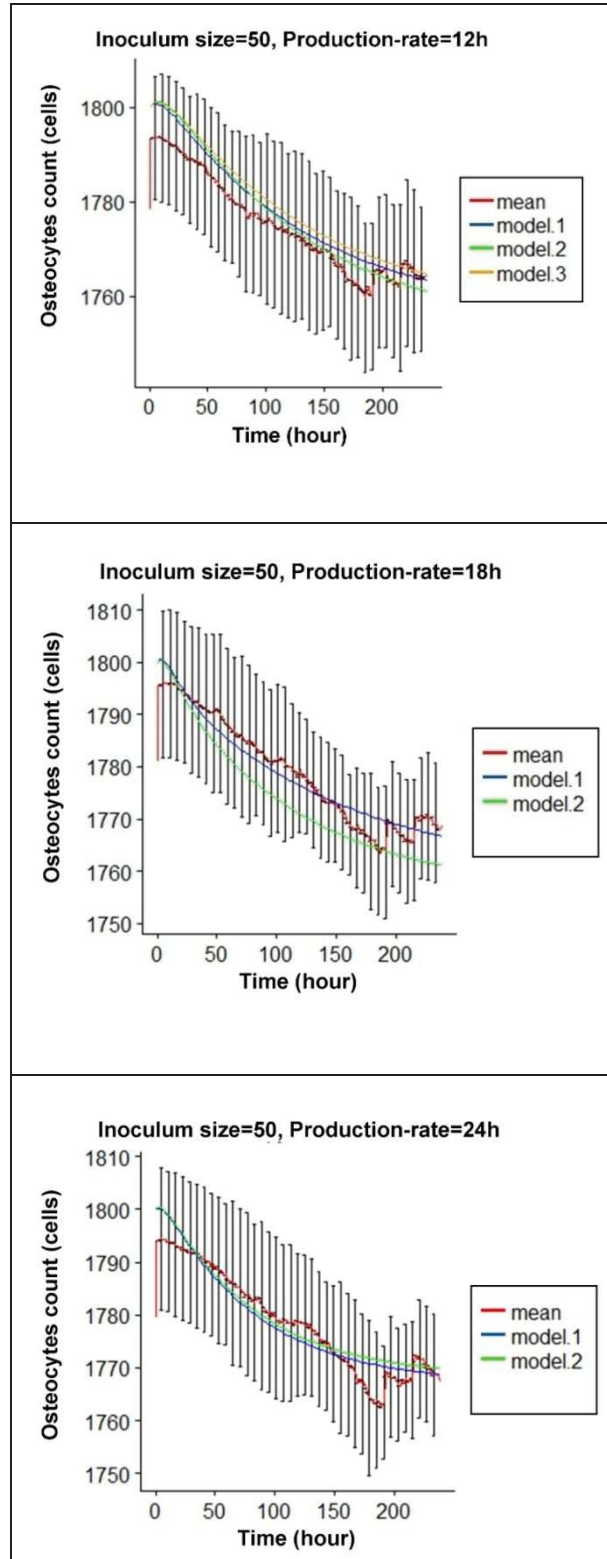 Inoculum size=50, Production-rate=12h
Osteocytes count (cells)
1800
1780
1760
0 50 100 150 200
Time (hour)
mean
model.1
model.2
model.3
Inoculum size=50, Production-rate=18h
Osteocytes count (cells)
1810
1800
1790
1780
1770
1760
1750
0 50 100 150 200
Time (hour)
mean
model.1
model.2
Inoculum size=50, Production-rate=24h
Osteocytes count (cells)
1810
1800
1790
1780
1770
1760
1750
0 50 100 150 200
Time (hour)
mean
model.1
model.2